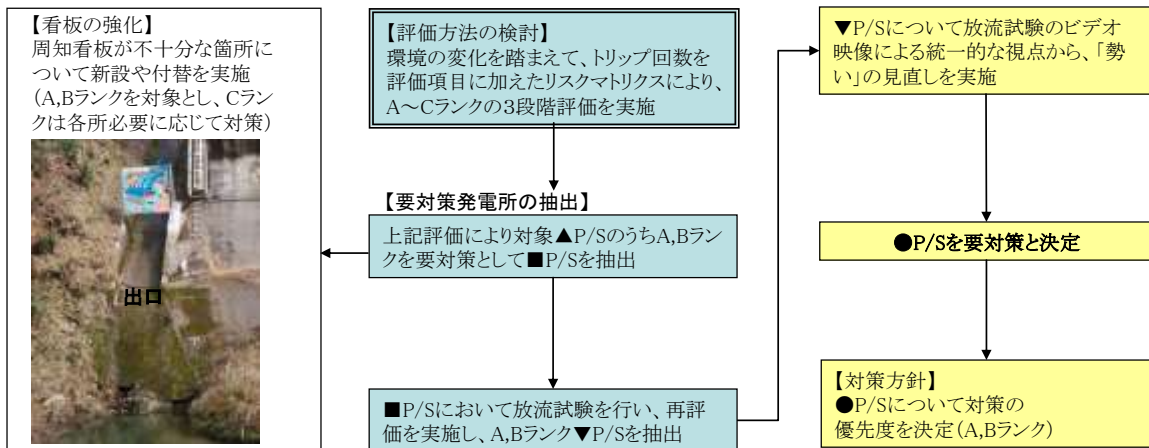 【看板の強化】
周知看板が不十分な箇所に
ついて新設や付替を実施
(A,Bランクを対象とし、Cラン
クは各所必要に応じて対策)
出口
【評価方法の検討】
環境の変化を踏まえて、トリップ回数を
評価項目に加えたリスクマトリクスにより、
A～Cランクの3段階評価を実施
【要対策発電所の抽出】
上記評価により対象▲P/SのうちA,Bラン
クを要対策として■P/Sを抽出
■P/Sにおいて放流試験を行い、再評
価を実施し、A,Bランク▼P/Sを抽出
▼P/Sについて放流試験のビデオ
映像による統一的な視点から、「勢
い」の見直しを実施
●P/Sを要対策と決定
【対策方針】
●P/Sについて対策の
優先度を決定(A,Bランク)